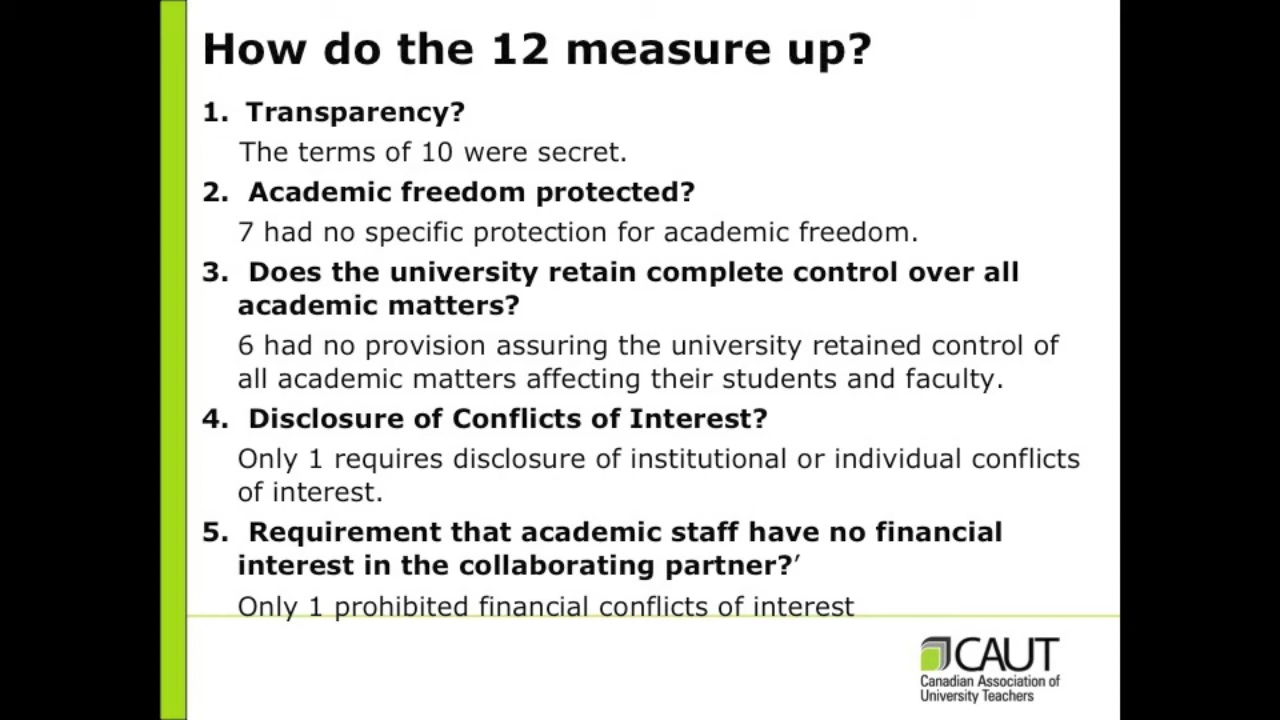 How do the 12 measure up?
1. Transparency?
The terms of 10 were secret.
2. Academic freedom protected?
7 had no specific protection for academic freedom.
3. Does the university retain complete control over all
academic matters?
6 had no provision assuring the university retained control of
all academic matters affecting their students and faculty.
4. Disclosure of Conflicts of Interest?
Only 1 requires disclosure of institutional or individual conflicts
of interest.
5. Requirement that academic staff have no financial
interest in the collaborating partner?’
Only 1 prohibited financial conflicts of interest
CAUT
Canadian Association of
University Teachers